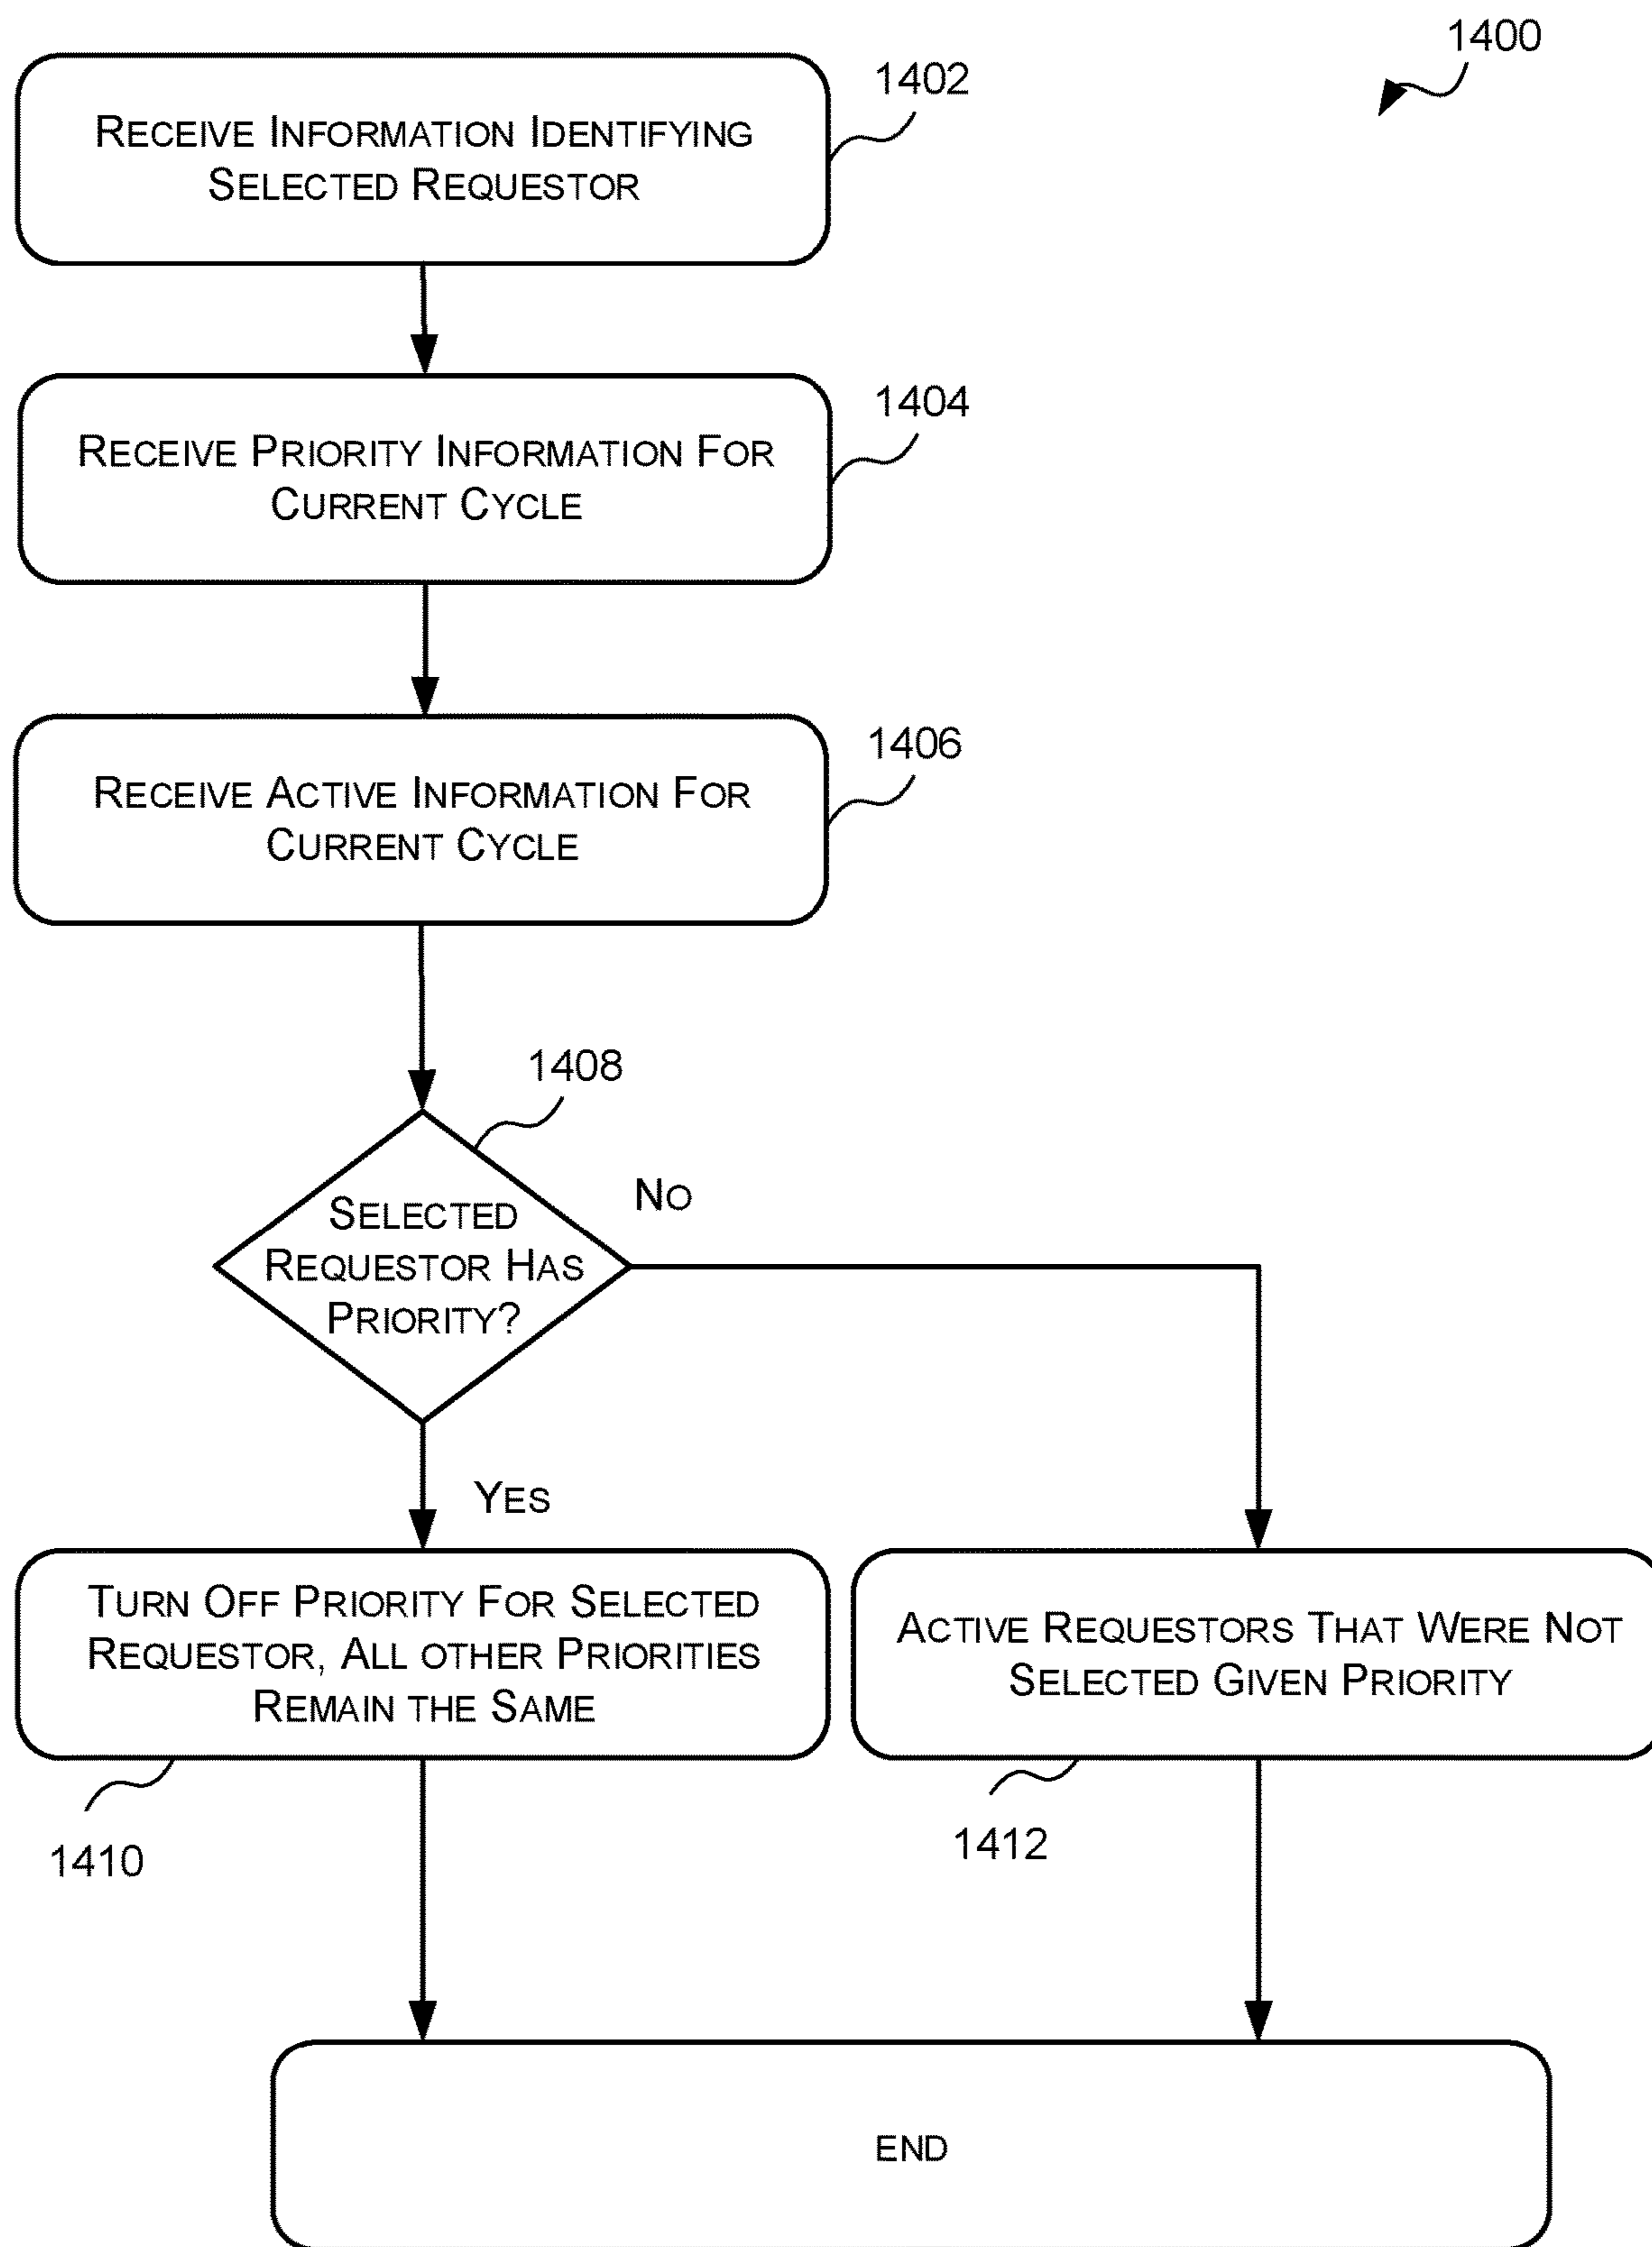 1400
1402
RECEIVE INFORMATION IDENTIFYING
SELECTED REQUESTOR
1404
RECEIVE PRIORITY INFORMATION FOR
CURRENT CYCLE
1406
RECEIVE ACTIVE INFORMATION FOR
CURRENT CYCLE
1408
SELECTED
REQUESTOR HAS
PRIORITY?
NO
YES
TURN OFF PRIORITY FOR SELECTED
REQUESTOR, ALL OTHER PRIORITIES
REMAIN THE SAME
1410
ACTIVE REQUESTORS THAT WERE NOT
SELECTED GIVEN PRIORITY
1412
END